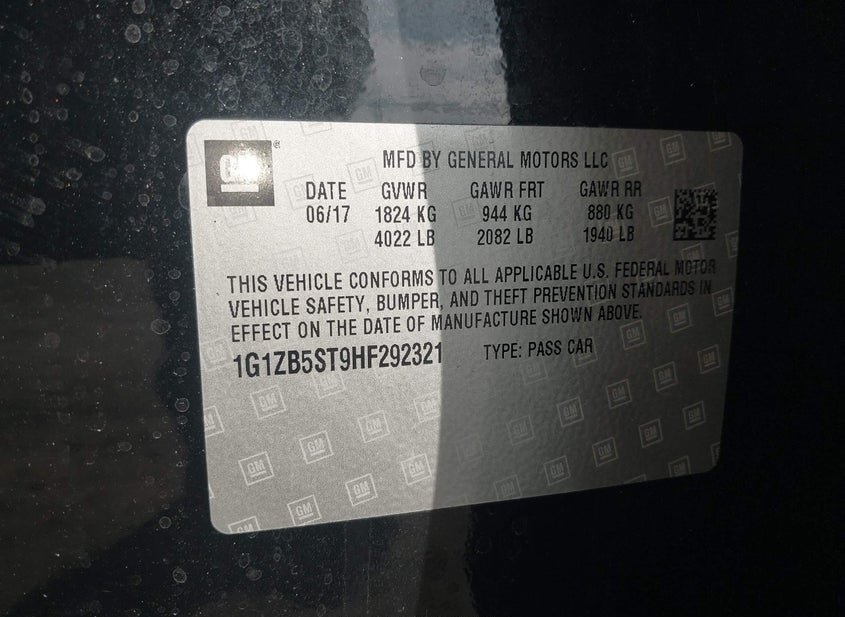 GM ®
MFD BY GENERAL MOTORS LLC
DATE GVWR GAWR FRT GAWR RR
06/17 1824 KG 944 KG 880 KG
4022 LB 2082 LB 1940 LB
THIS VEHICLE CONFORMS TO ALL APPLICABLE U.S. FEDERAL MOTOR
VEHICLE SAFETY, BUMPER, AND THEFT PREVENTION STANDARDS IN
EFFECT ON THE DATE OF MANUFACTURE SHOWN ABOVE.
1G1ZB5ST9HF292321 TYPE: PASS CAR